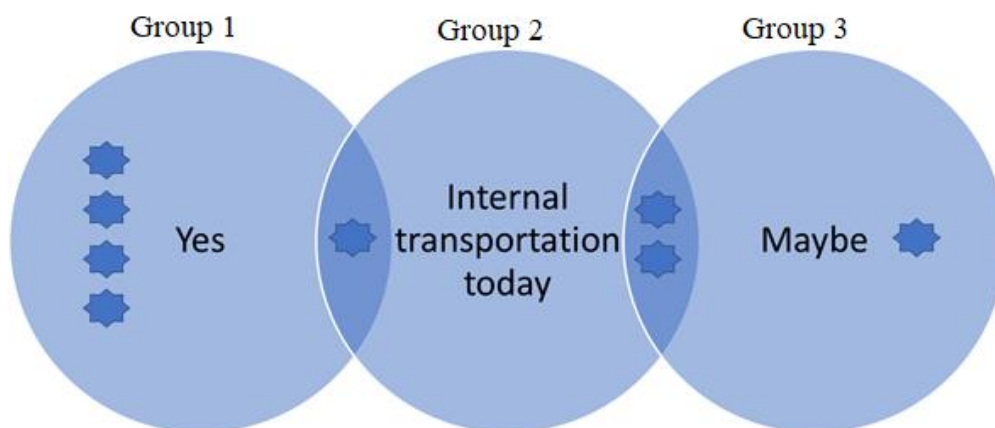 Group 1
Group 2
Group 3
Yes
Internal
transportation
today
Maybe